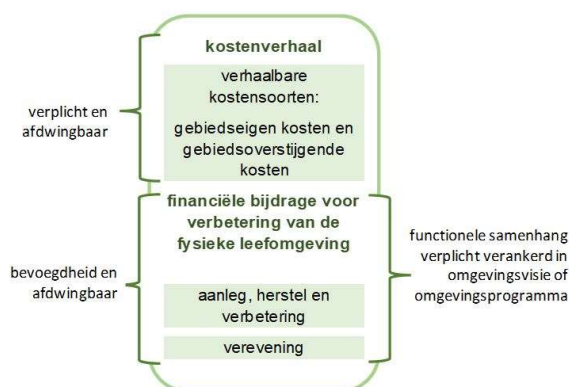 kostenverhaal
verhaalbare
kostensoorten:
gebiedseigen kosten en
gebiedsoverstijgende
kosten
verplicht en
afdwingbaar
financiële bijdrage voor
verbetering van de
fysieke leefomgeving
aanleg, herstel en
verbetering
verevening
bevoegdheid en
afdwingbaar
functionele samenhang
verplicht verankerd in
omgevingsvisie of
omgevingsprogramma